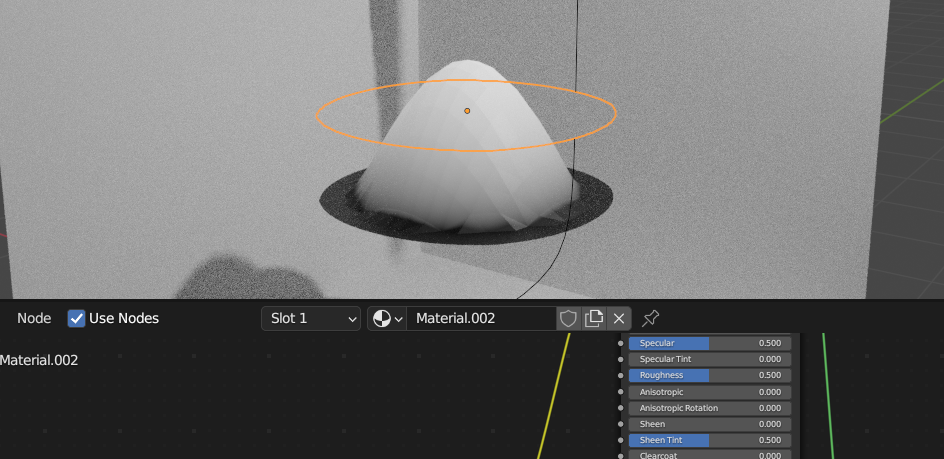 Node Use Nodes Slot 1 Material.002
Material.002
Specular 0.500
Specular Tint 0.000
Roughness 0.500
Anisotropic 0.000
Anisotropic Rotation 0.000
Sheen 0.000
Sheen Tint 0.500
Clearcoat 0.000